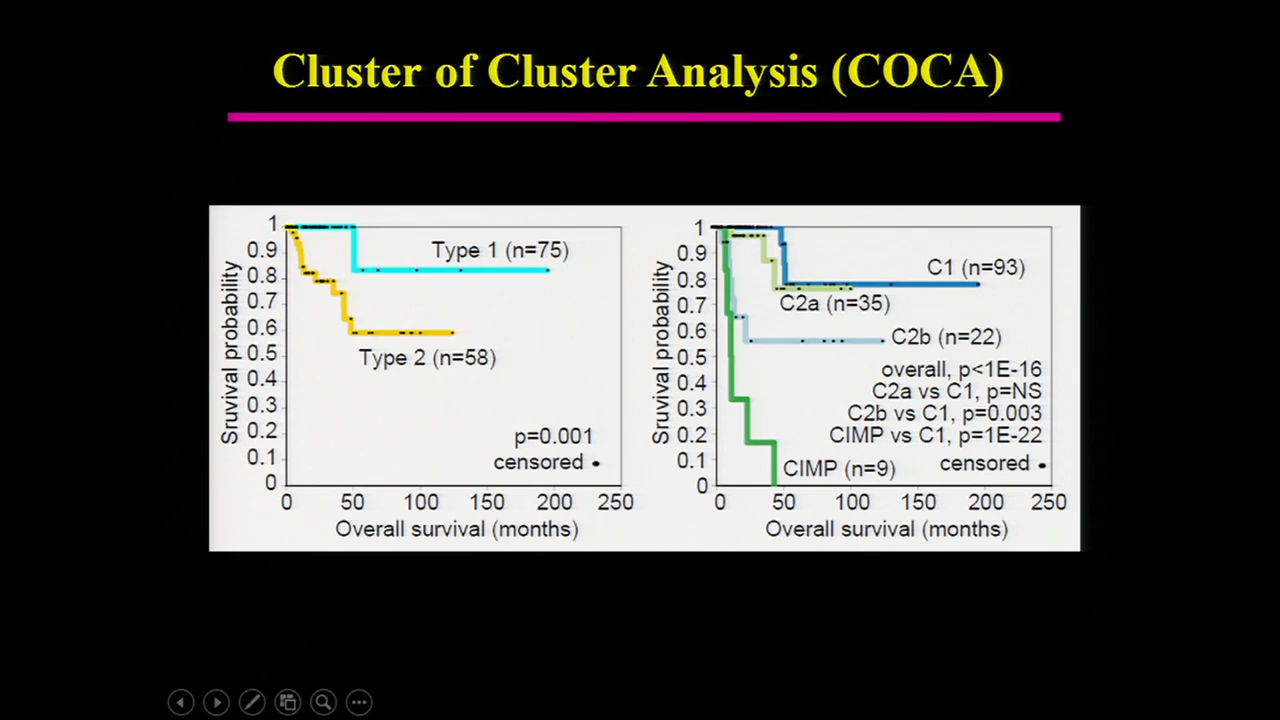 Cluster of Cluster Analysis (COCA)
Srvival probability
1
0.9
0.8
0.7
0.6
0.5
0.4
0.3
0.2
0.1
0
Type 1 (n=75)
Type 2 (n=58)
p=0.001
censored
0 50 100 150 200 250
Overall survival (months)
Srvival probability
1
0.9
0.8
0.7
0.6
0.5
0.4
0.3
0.2
0.1
0
C1 (n=93)
C2a (n=35)
C2b (n=22)
overall, p<1E-16
C2a vs C1, p=NS
C2b vs C1, p=0.003
CIMP vs C1, p=1E-22
CIMP (n=9)
censored
0 50 100 150 200 250
Overall survival (months)